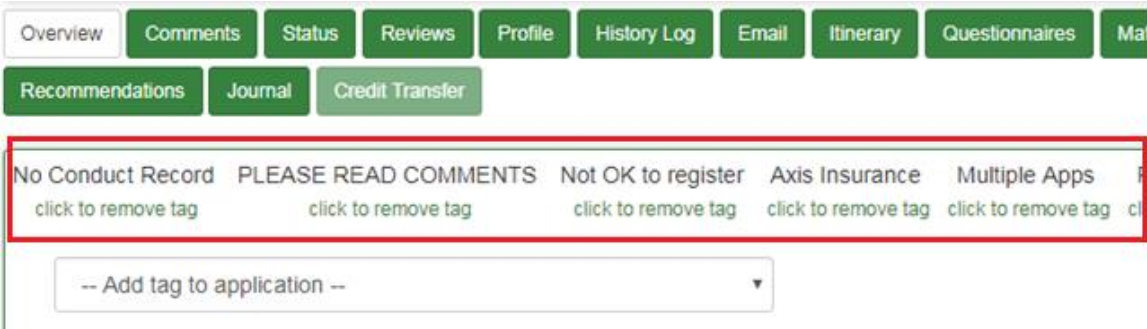 Overview Comments Status Reviews Profile History Log Email Itinerary Questionnaires
Recommendations Journal Credit Transfer
No Conduct Record PLEASE READ COMMENTS Not OK to register Axis Insurance Multiple Apps
click to remove tag click to remove tag click to remove tag click to remove tag click to remove tag
-- Add tag to application --